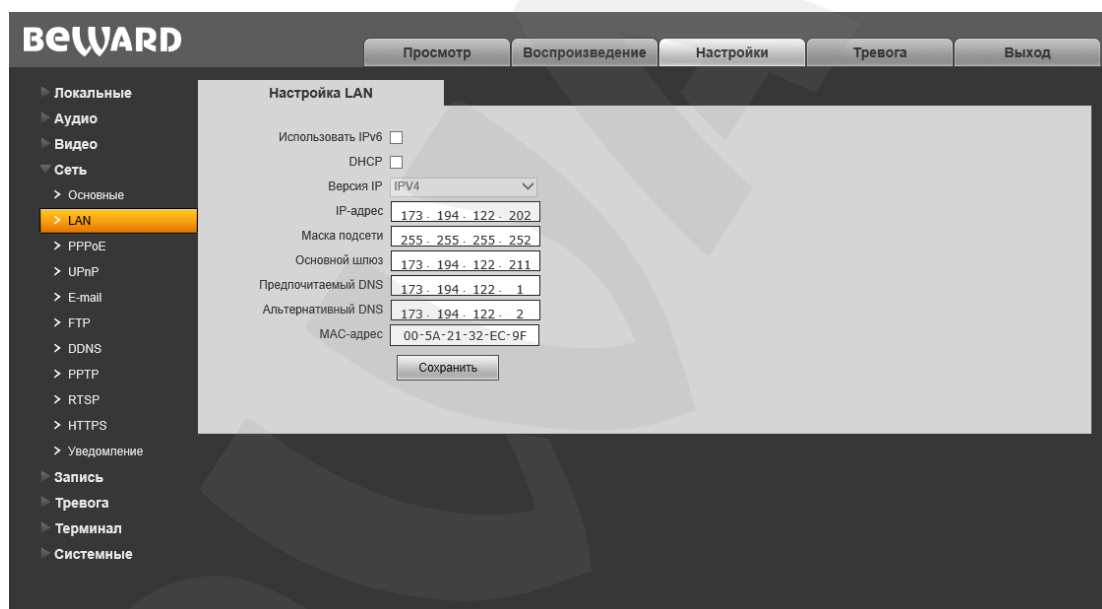 BEWARD
Просмотр Воспроизведение Настройки Тревога Выход
Локальные
Аудио
Видео
Сеть
> Основные
> LAN
> PPPoE
> UPnP
> E-mail
> FTP
> DDNS
> PPTP
> RTSP
> HTTPS
> Уведомление
Запись
Тревога
Терминал
Системные
Настройка LAN
Использовать IPv6
DHCP
Версия IP IPV4
IP-адрес 173 . 194 . 122 . 202
Маска подсети 255 . 255 . 255 . 252
Основной шлюз 173 . 194 . 122 . 211
Предпочитаемый DNS 173 . 194 . 122 . 1
Альтернативный DNS 173 . 194 . 122 . 2
MAC-адрес 00-5A-21-32-EC-9F
Сохранить